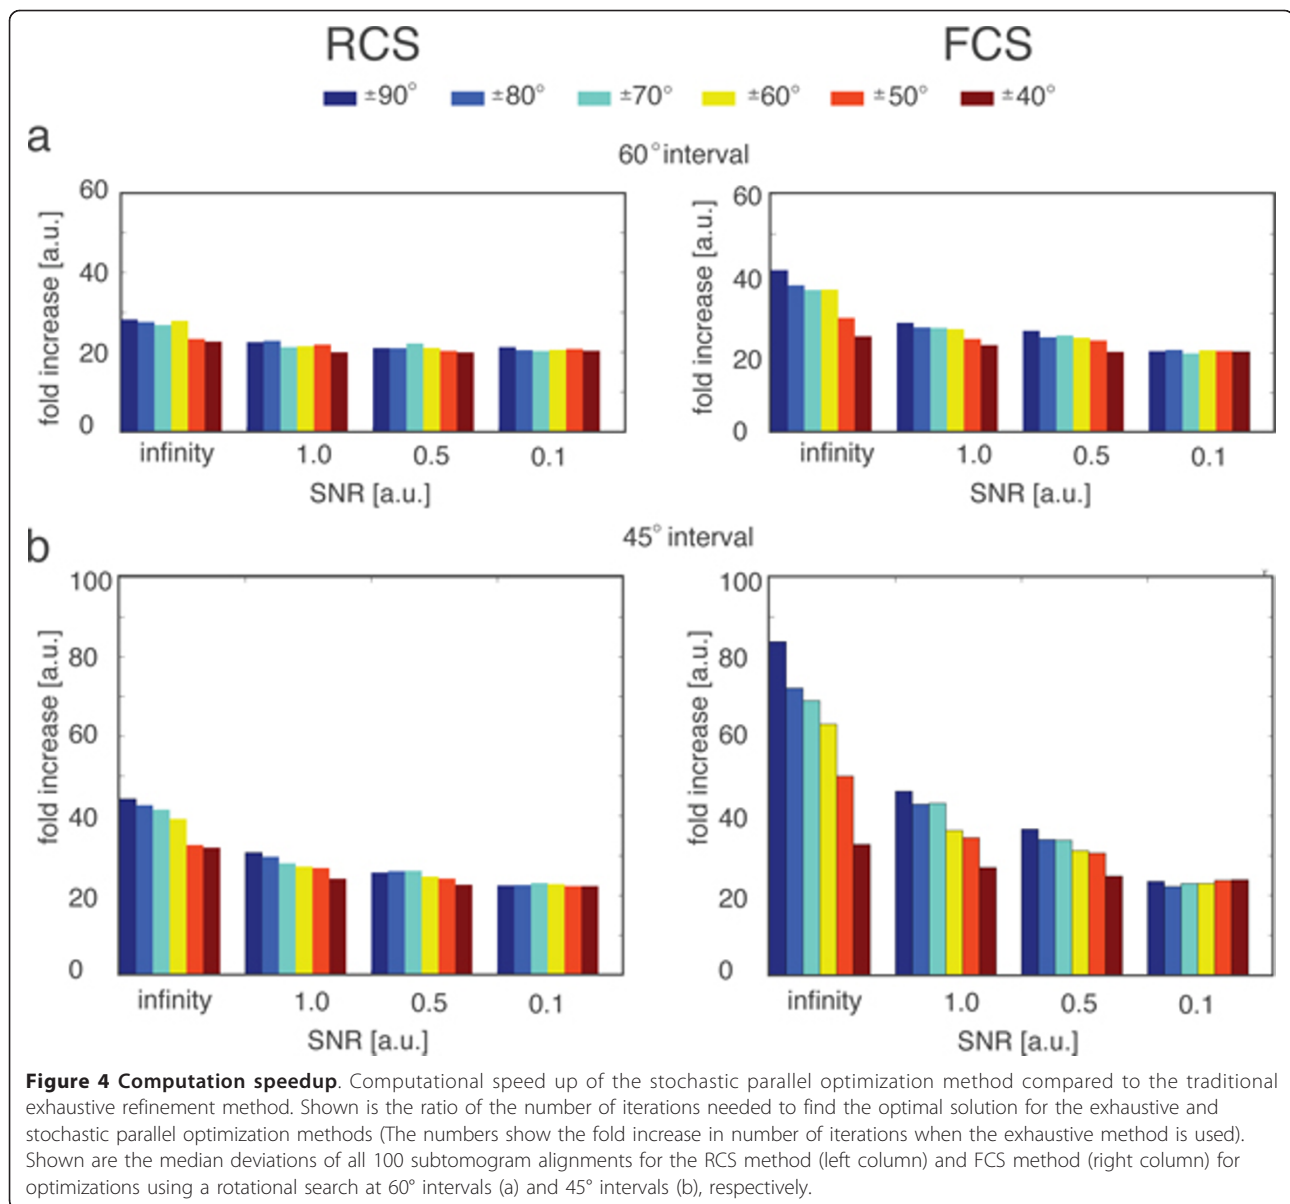 RCS FCS
±90° ±80° ±70° ±60° ±50° ±40°
a
60° interval
fold increase [a.u.]
60
40
20
0
infinity 1.0 0.5 0.1
SNR [a.u.]
fold increase [a.u.]
60
40
20
0
infinity 1.0 0.5 0.1
SNR [a.u.]
b
45° interval
fold increase [a.u.]
100
80
60
40
20
0
infinity 1.0 0.5 0.1
SNR [a.u.]
fold increase [a.u.]
100
80
60
40
20
0
infinity 1.0 0.5 0.1
SNR [a.u.]
Figure 4 Computation speedup. Computational speed up of the stochastic parallel optimization method compared to the traditional
exhaustive refinement method. Shown is the ratio of the number of iterations needed to find the optimal solution for the exhaustive and
stochastic parallel optimization methods (The numbers show the fold increase in number of iterations when the exhaustive method is used).
Shown are the median deviations of all 100 subtomogram alignments for the RCS method (left column) and FCS method (right column) for
optimizations using a rotational search at 60° intervals (a) and 45° intervals (b), respectively.